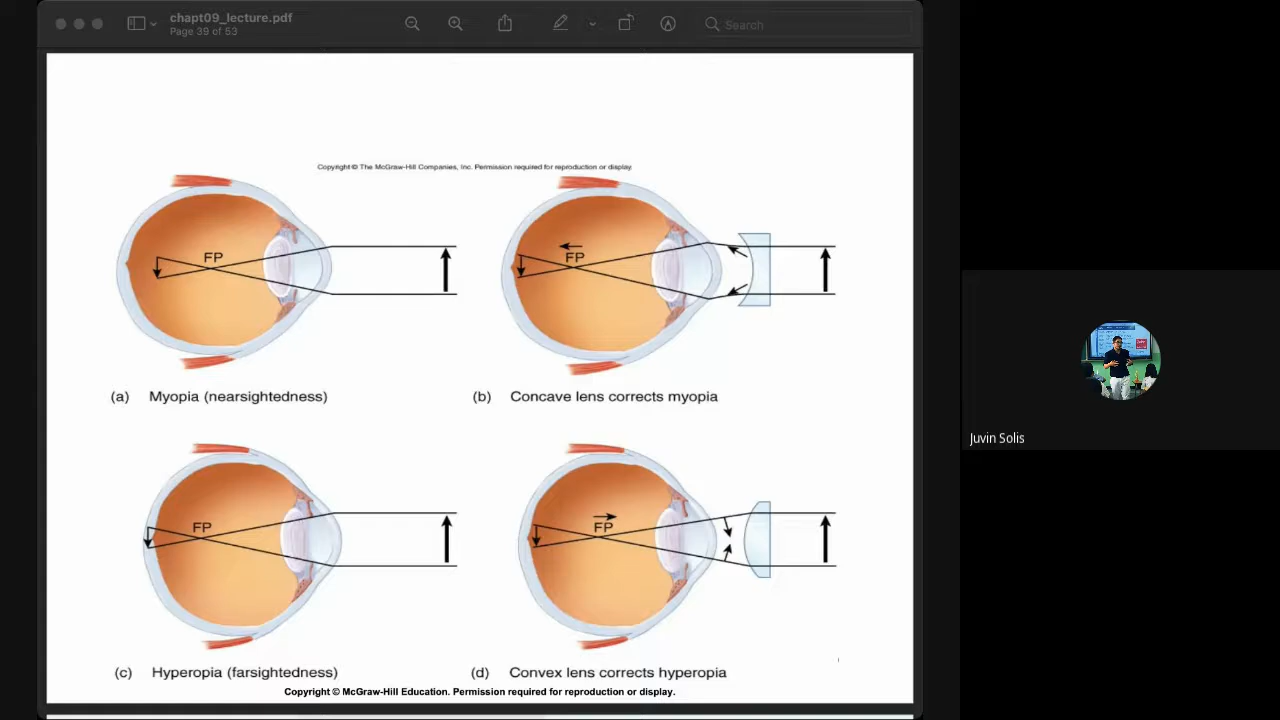 chapt09_lecture.pdf
Page 39 of 53
Search
Copyright © The McGraw-Hill Companies, Inc. Permission required for reproduction or display.
FP
FP
(a) Myopia (nearsightedness)
(b) Concave lens corrects myopia
Juvin Solis
FP
FP
(c) Hyperopia (farsightedness)
(d) Convex lens corrects hyperopia
Copyright © McGraw-Hill Education. Permission required for reproduction or display.